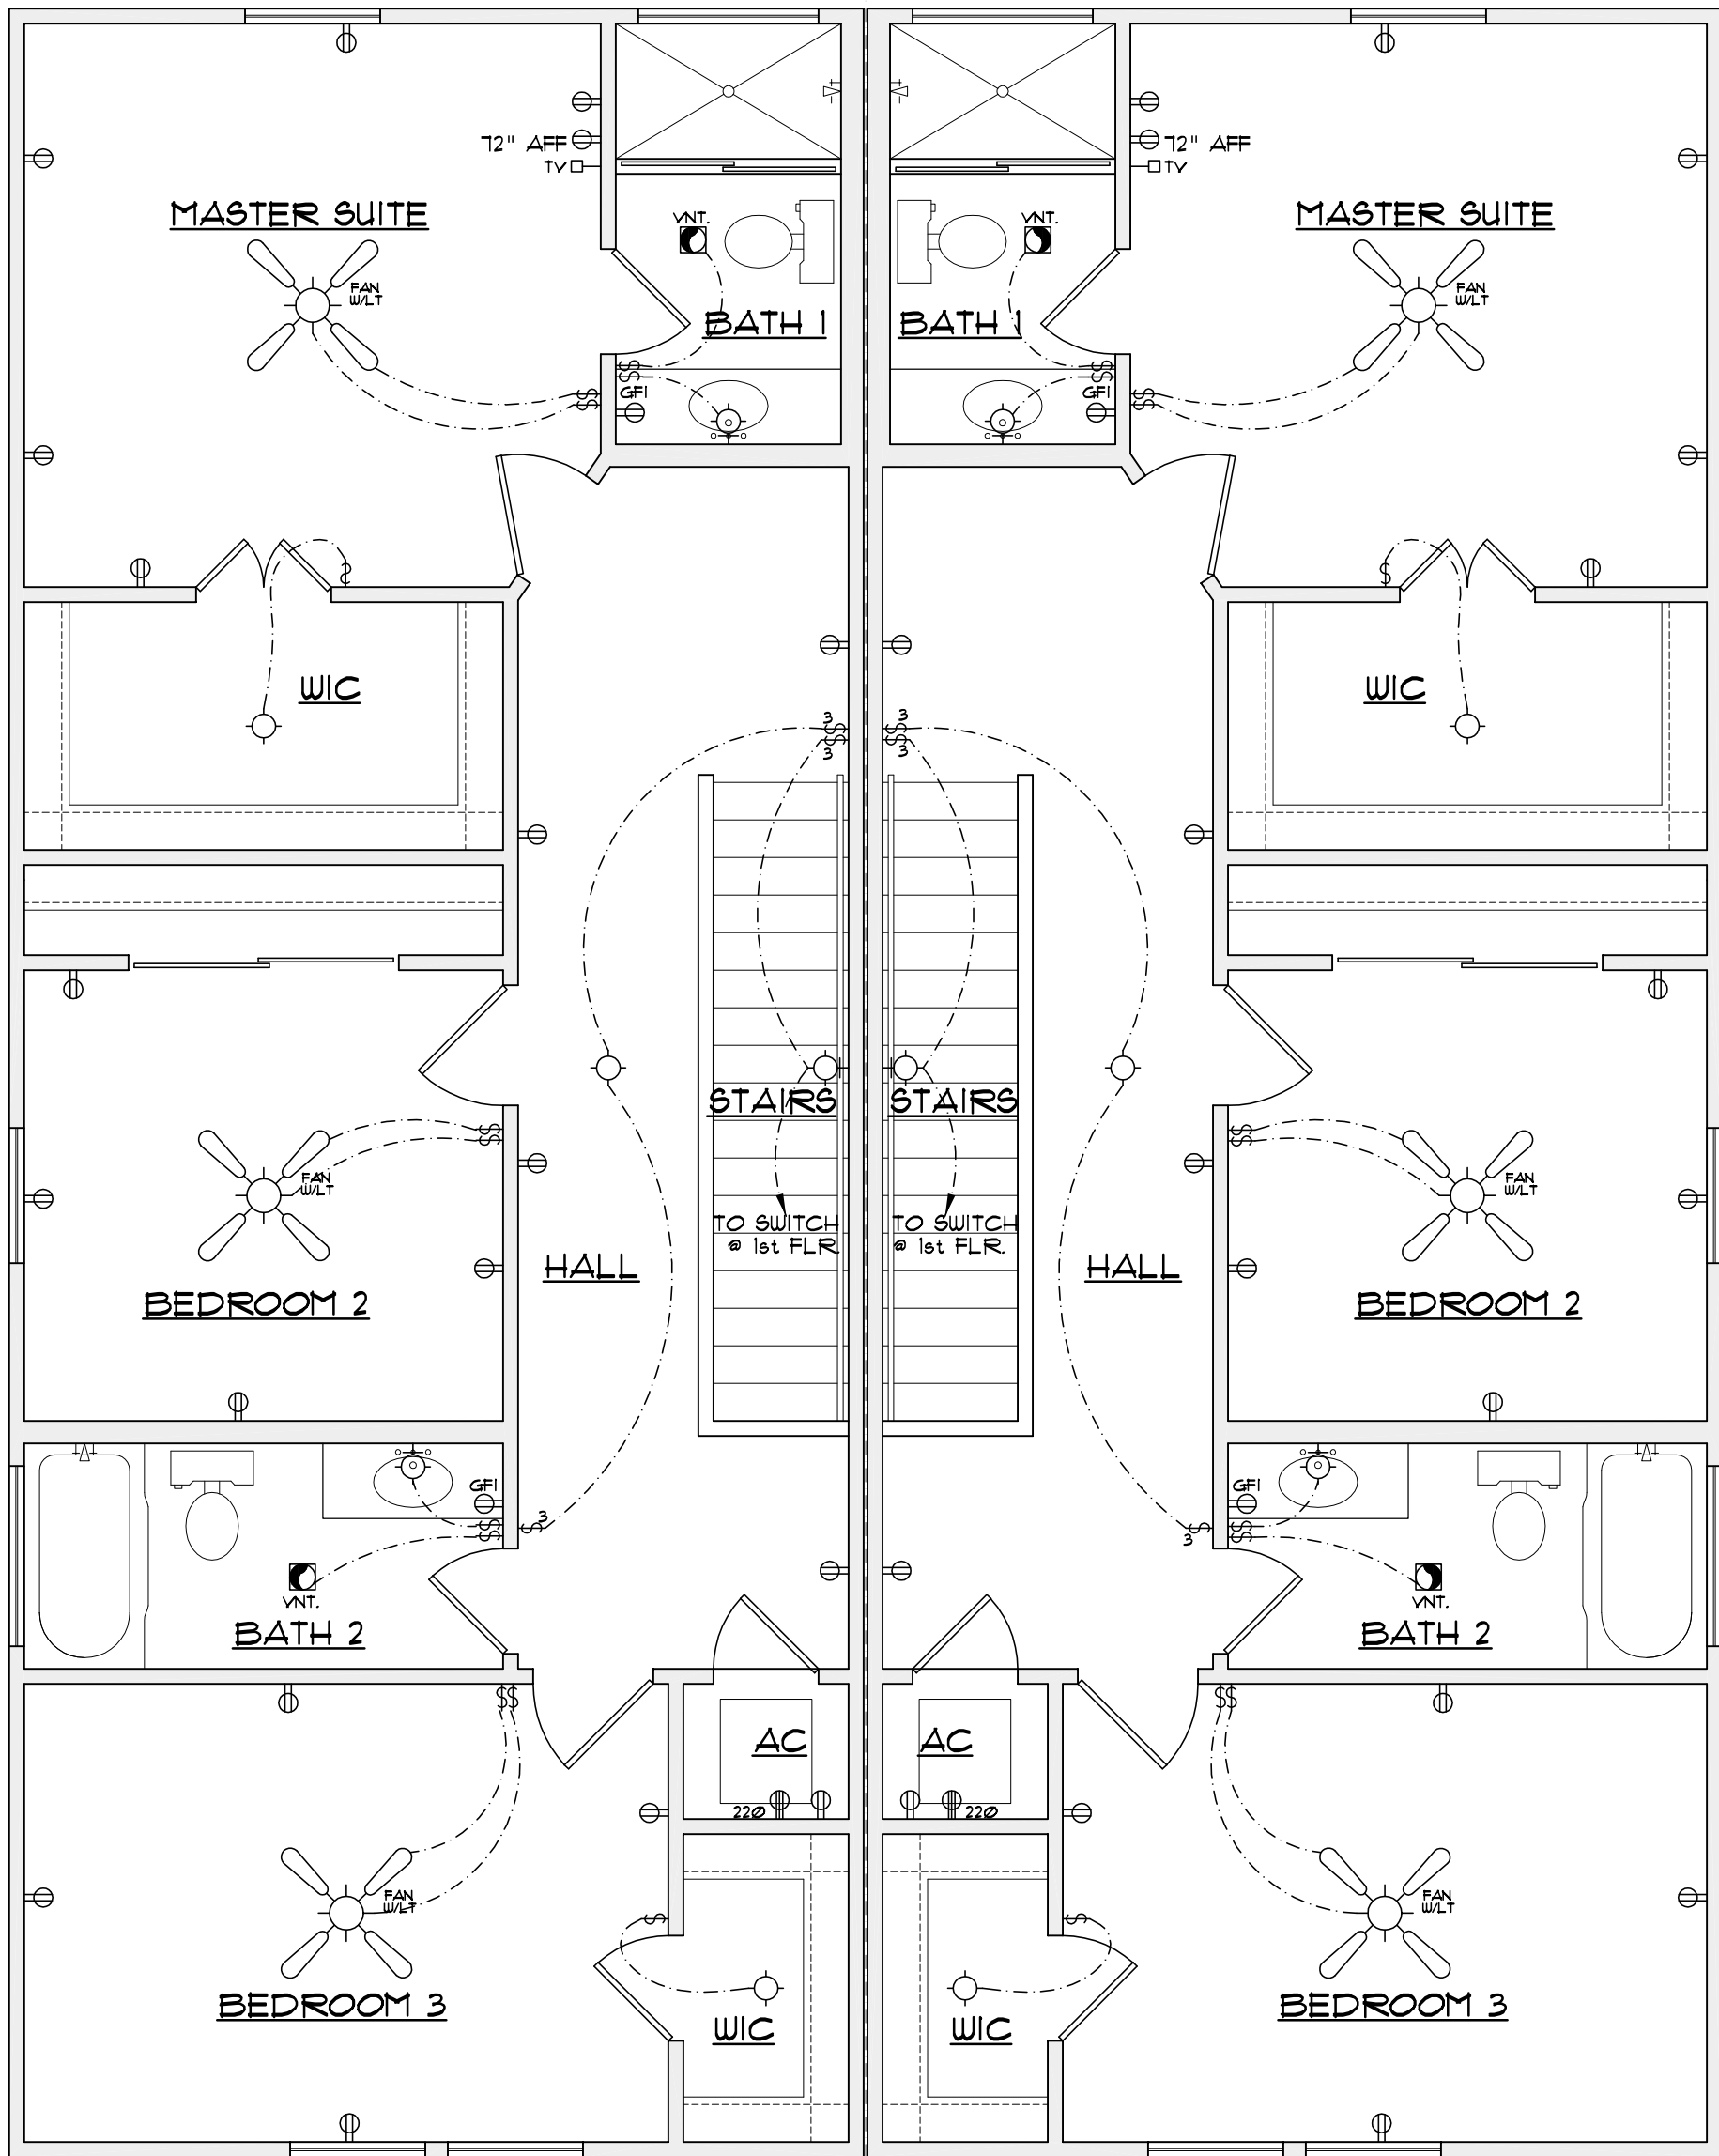 72" AFF
72" AFF
TV
TV
MASTER SUITE
VNT.
VNT.
MASTER SUITE
FAN
W/LT
FAN
W/LT
BATH 1
BATH 1
GFI
GFI
$
$
$
$
$
$
$
$
$
$
WIC
WIC
3
3
$
$
$
$
3
3
STAIRS
STAIRS
$
$
$
$
FAN
W/LT
FAN
W/LT
TO SWITCH
@ 1st FLR.
TO SWITCH
@ 1st FLR.
HALL
HALL
BEDROOM 2
BEDROOM 2
GFI
GFI
3
3
$
$
$
$
$
$
VNT.
VNT.
BATH 2
BATH 2
$$
$$
AC
AC
220
220
FAN
W/LT
FAN
W/LT
$
$
BEDROOM 3
BEDROOM 3
WIC
WIC